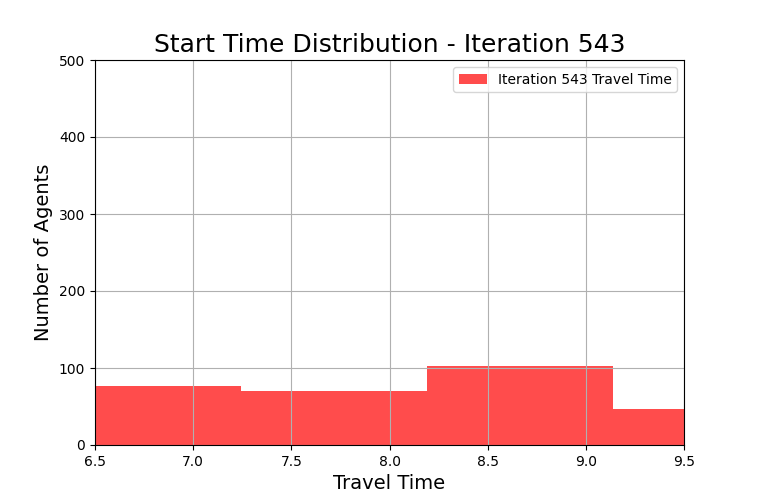 Start Time Distribution - Iteration 543
Iteration 543 Travel Time
Number of Agents
500
400
300
200
100
0
6.5 7.0 7.5 8.0 8.5 9.0 9.5
Travel Time